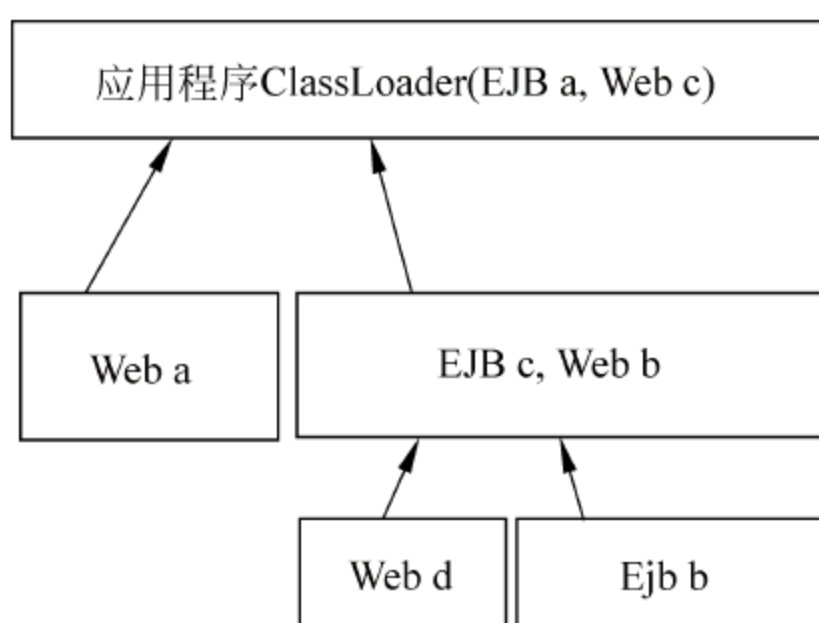 应用程序ClassLoader(EJB a, Web c)
Web a
EJB c, Web b
Web d
Ejb b